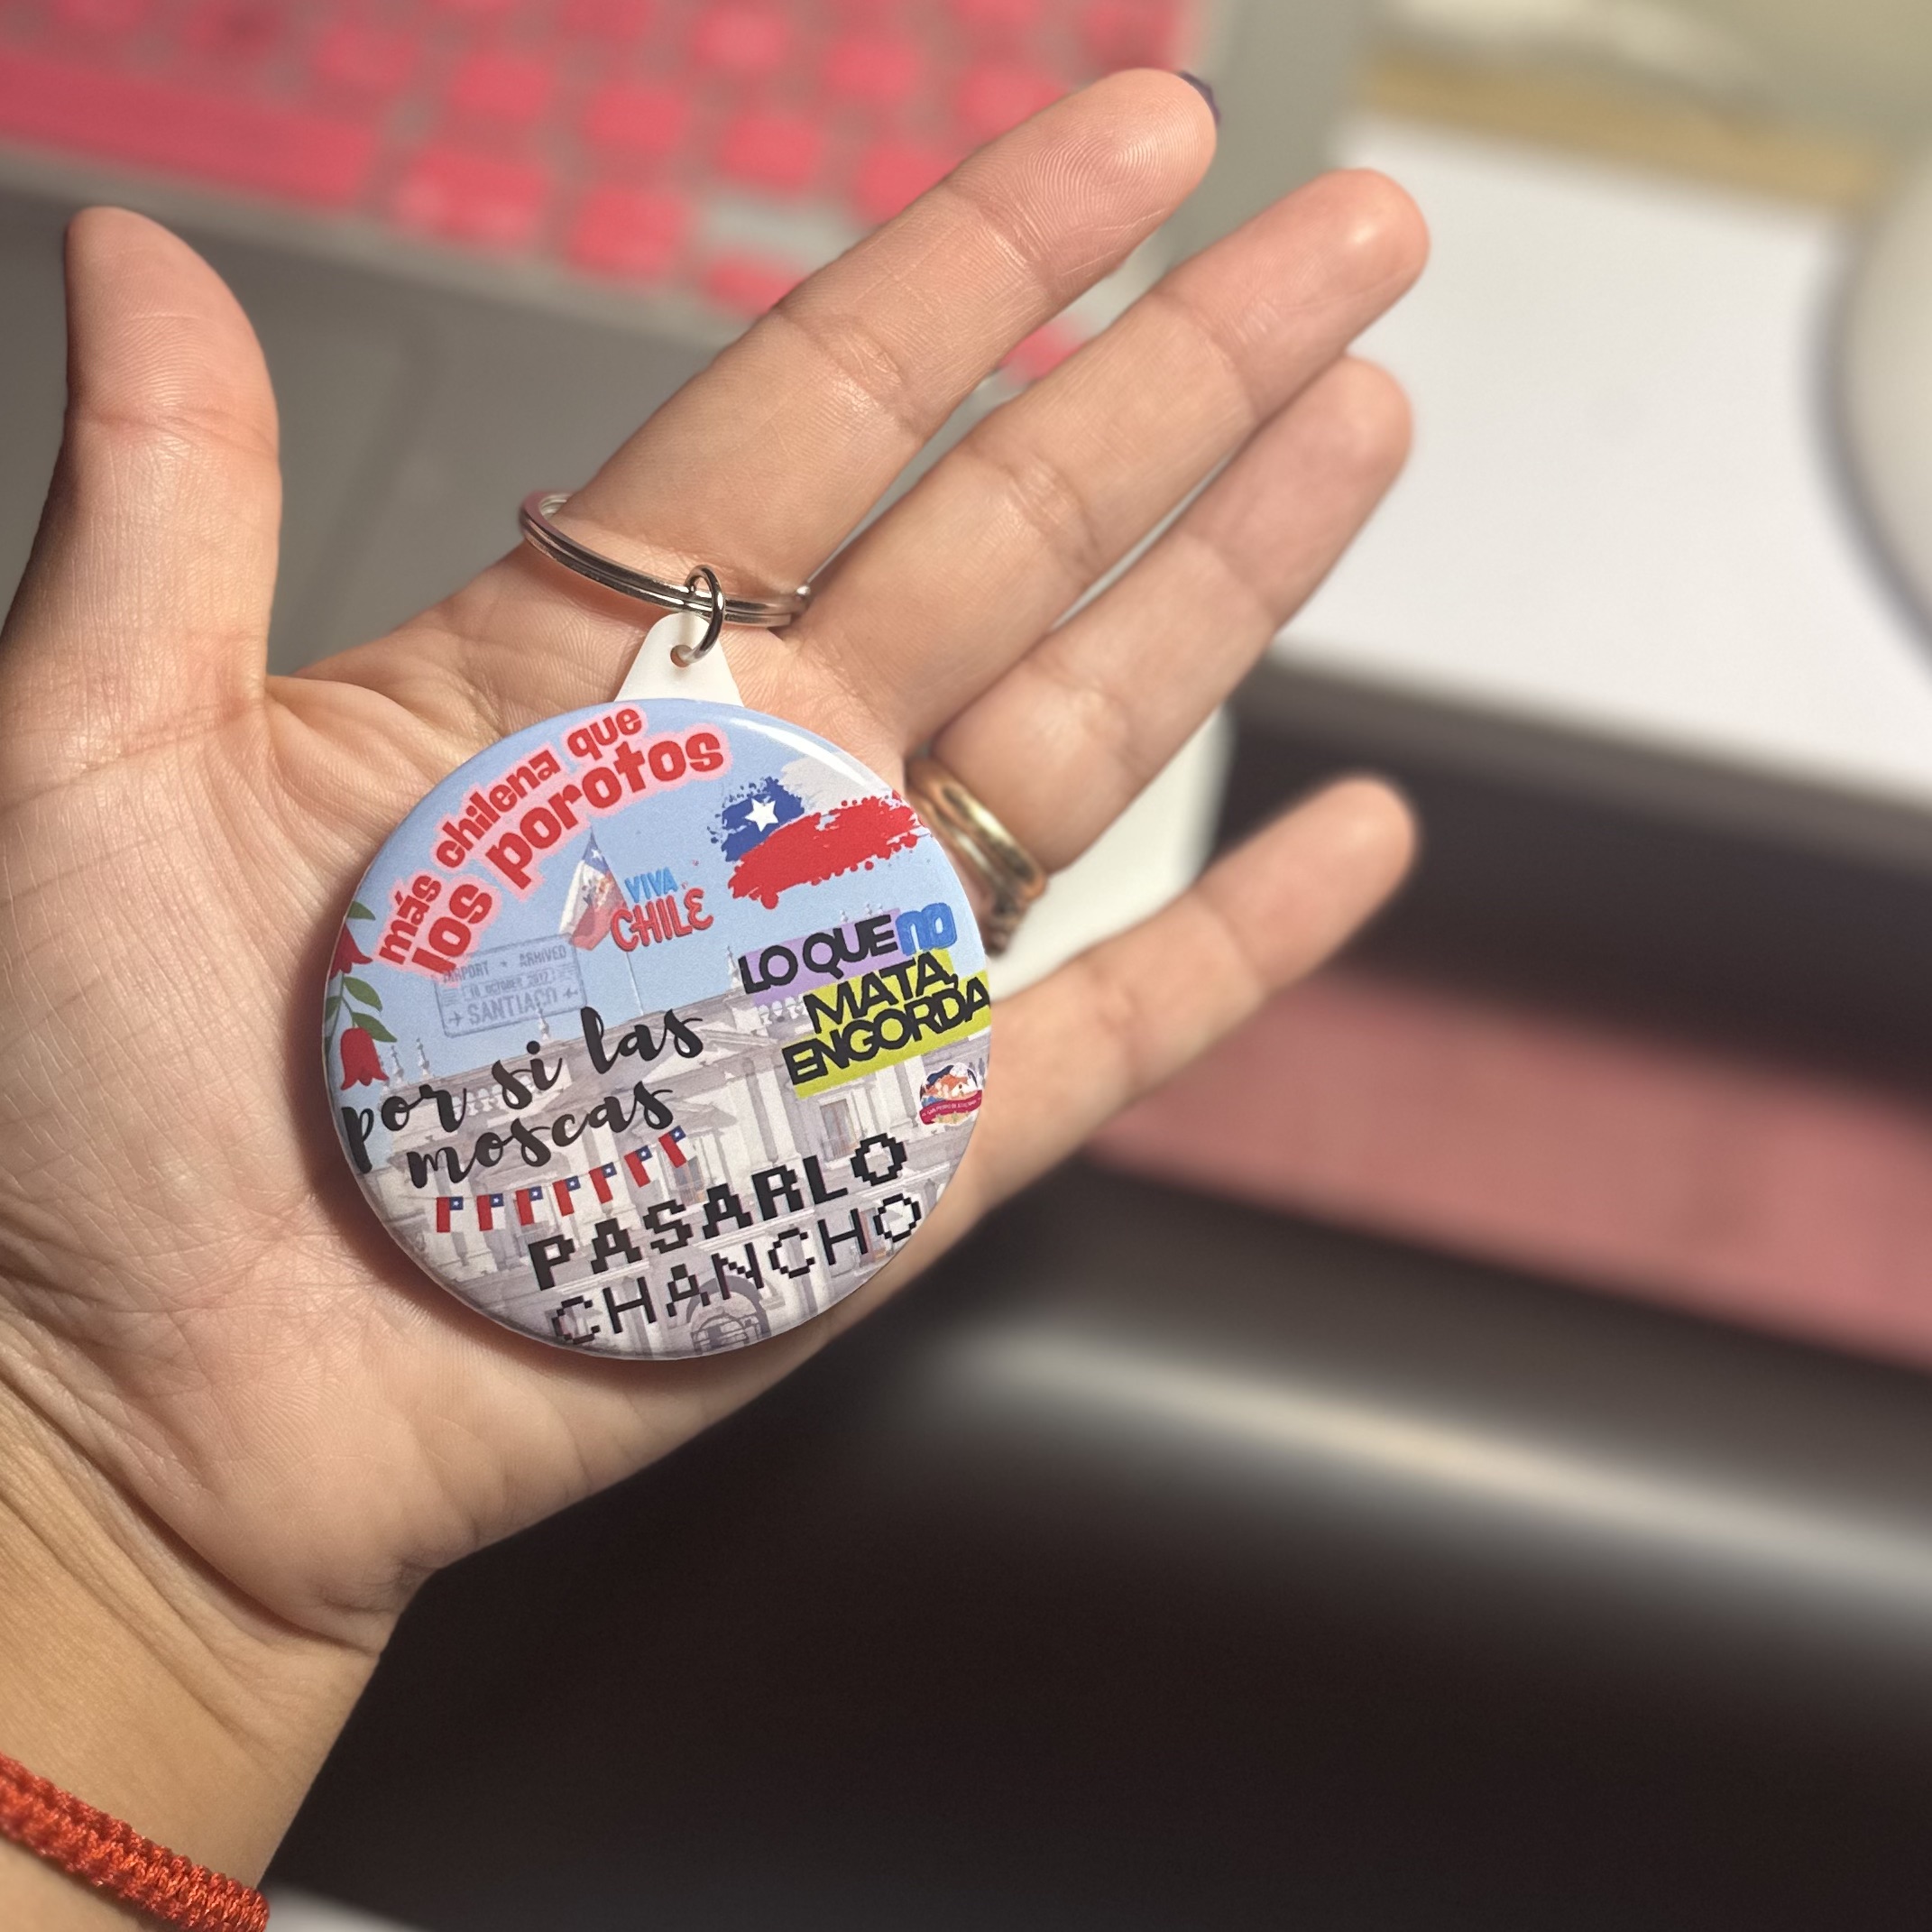 más chilena que
los porotos
VIVA
CHILE
LO QUE no
MATA,
ENGORDA
ARRIVED
SANTIAGO
por si las
moscas
PASARLO
CHANCHO